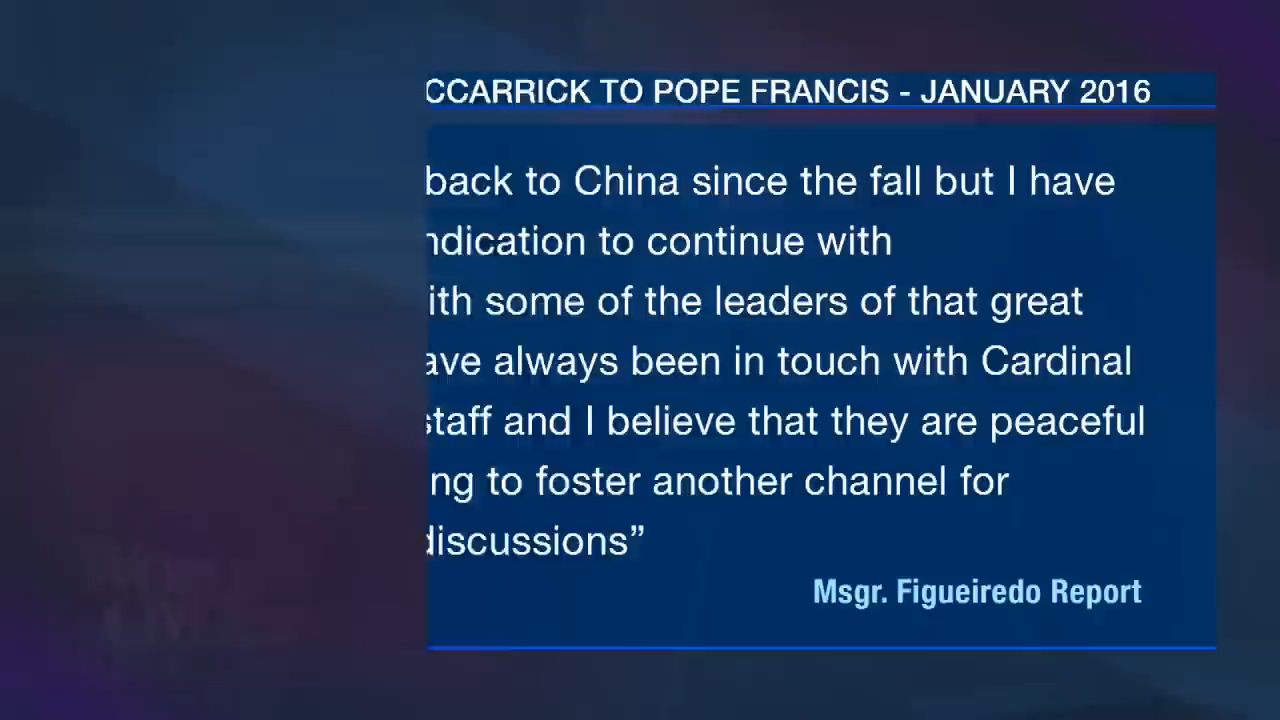 CCARRICK TO POPE FRANCIS - JANUARY 2016
back to China since the fall but I have
ndication to continue with
ith some of the leaders of that great
ave always been in touch with Cardinal
staff and I believe that they are peaceful
ng to foster another channel for
discussions”
Msgr. Figueiredo Report